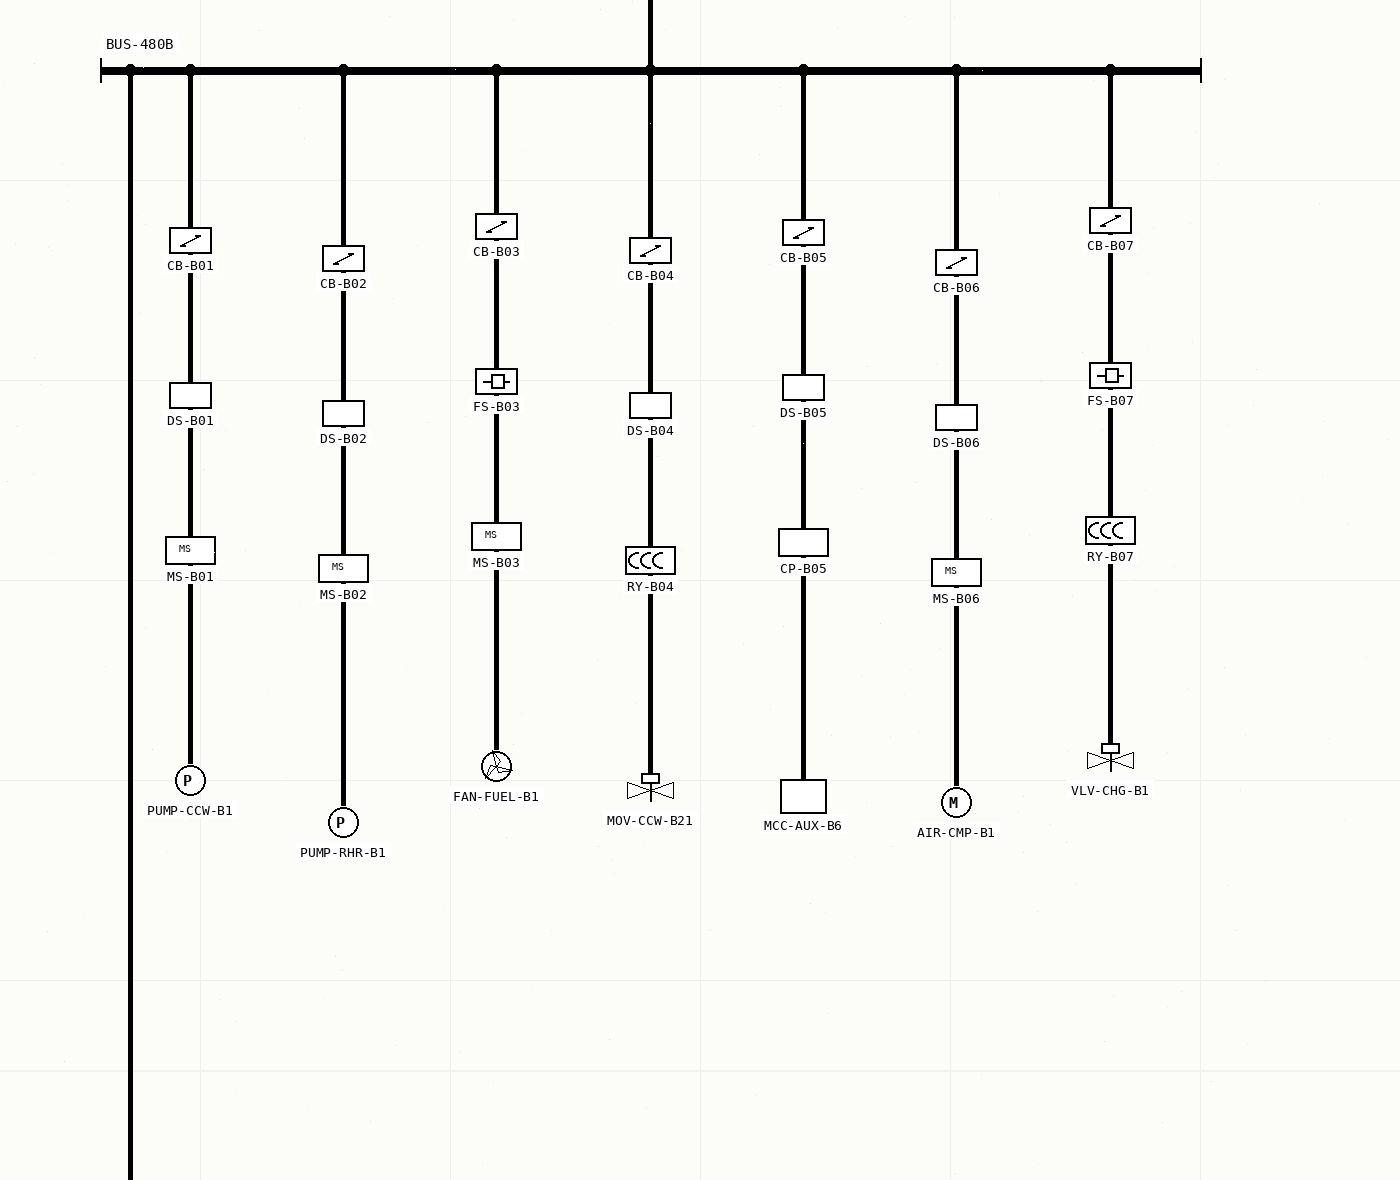 BUS-480B
CB-B01
CB-B02
CB-B03
CB-B04
CB-B05
CB-B06
CB-B07
DS-B01
DS-B02
FS-B03
DS-B04
DS-B05
DS-B06
FS-B07
MS
MS-B01
MS
MS-B02
MS
MS-B03
RY-B04
CP-B05
MS
MS-B06
RY-B07
P
PUMP-CCW-B1
P
PUMP-RHR-B1
FAN-FUEL-B1
MOV-CCW-B21
MCC-AUX-B6
M
AIR-CMP-B1
VLV-CHG-B1